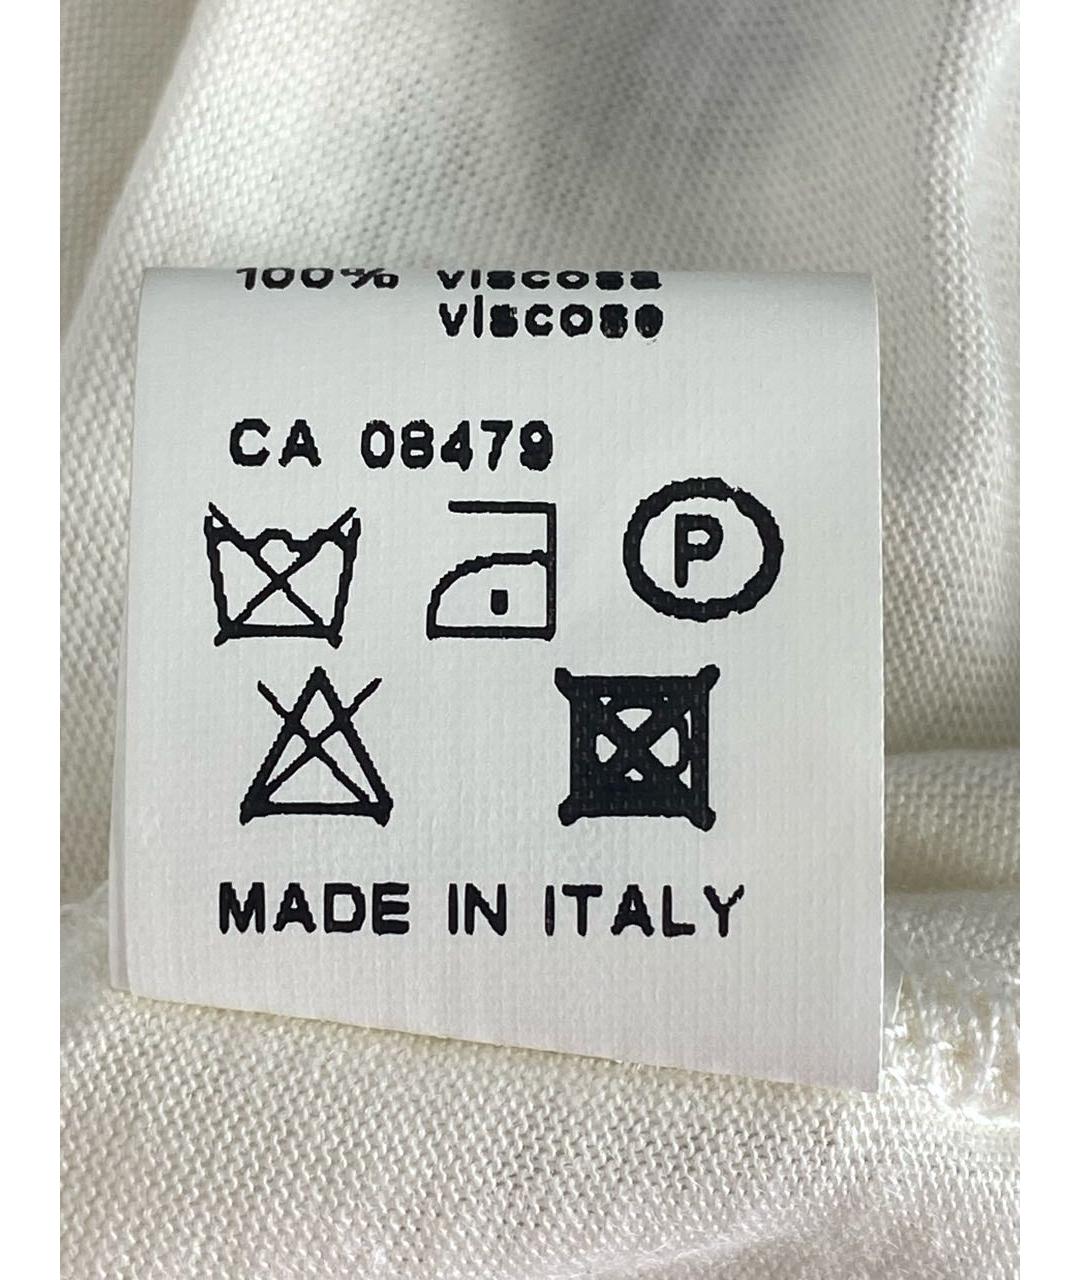 100% viscosa
viscose
CA 08479
P
MADE IN ITALY